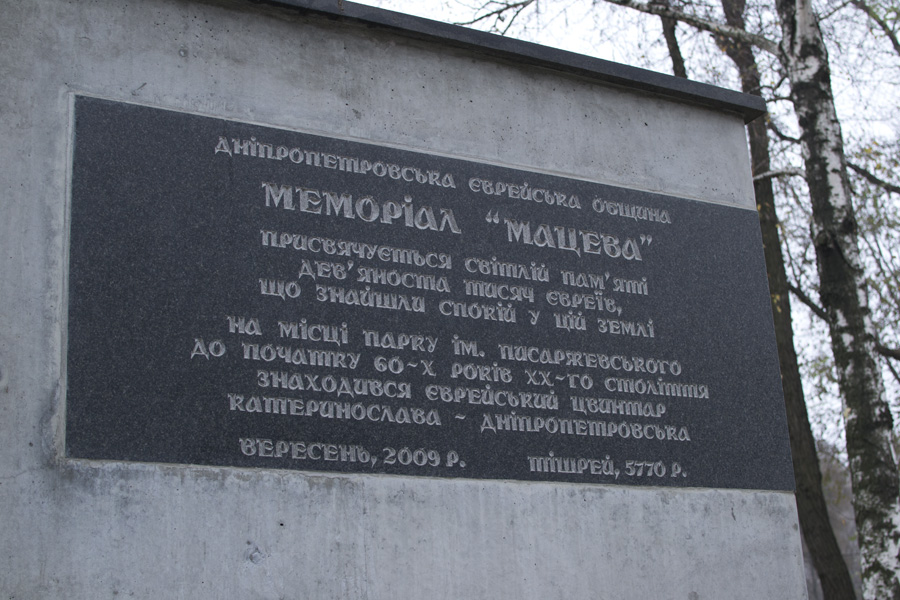 ДНІПРОПЕТРОВСЬКА ЄВРЕЙСЬКА ОБЩИНА
МЕМОРІАЛ "МАЦЕВА"
ПРИСВЯЧУЄТЬСЯ СВІТЛІЙ ПАМ'ЯТІ
ДЕВ'ЯНОСТА ТИСЯЧ ЄВРЕЇВ,
ЩО ЗНАЙШЛИ СПОКІЙ У ЦІЙ ЗЕМЛІ
НА МІСЦІ ПАРКУ ІМ. ПИСАРЖЕВСЬКОГО
ДО ПОЧАТКУ 60-Х РОКІВ ХХ-ГО СТОЛІТТЯ
ЗНАХОДИВСЯ ЄВРЕЙСЬКИЙ ЦВИНТАР
КАТЕРИНОСЛАВА - ДНІПРОПЕТРОВСЬКА
ВЕРЕСЕНЬ, 2009 Р. ТІШРЕЙ, 5770 Р.